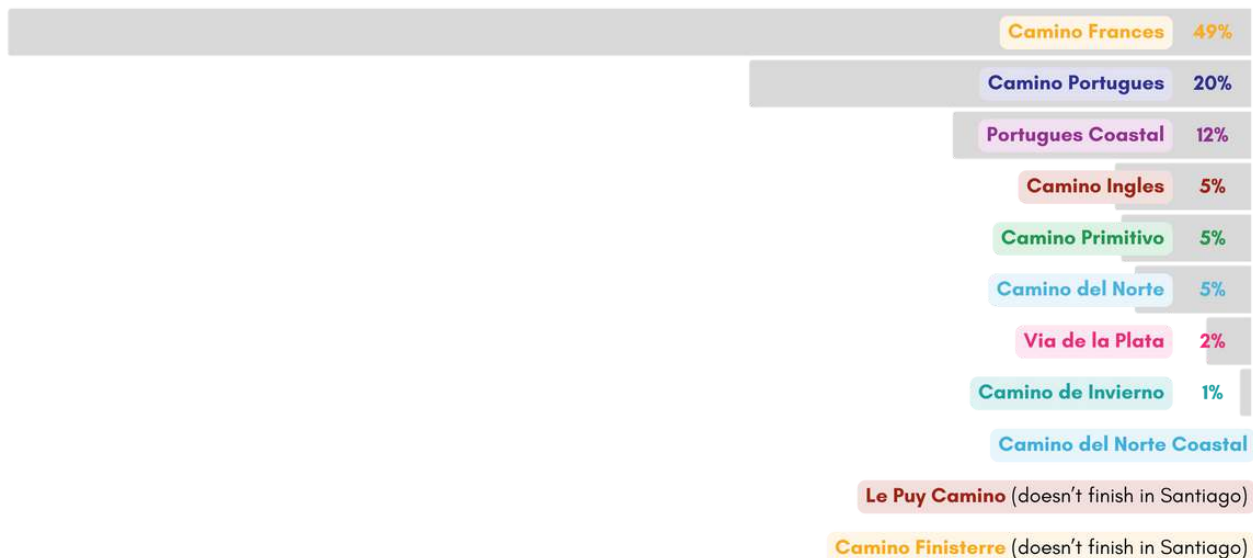 Camino Frances 49%
Camino Portugues 20%
Portugues Coastal 12%
Camino Ingles 5%
Camino Primitivo 5%
Camino del Norte 5%
Via de la Plata 2%
Camino de Invierno 1%
Camino del Norte Coastal
Le Puy Camino (doesn't finish in Santiago)
Camino Finisterre (doesn't finish in Santiago)